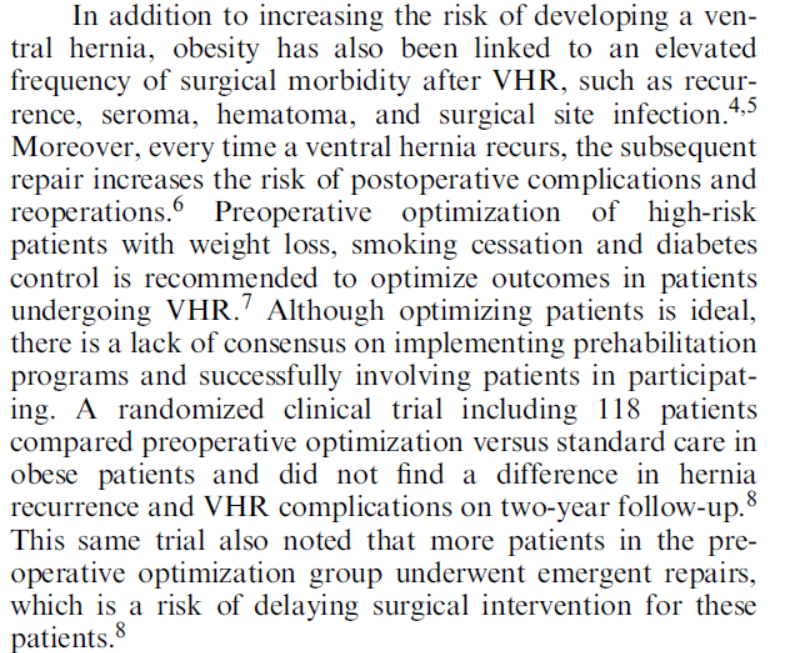 In addition to increasing the risk of developing a ven-
tral hernia, obesity has also been linked to an elevated
frequency of surgical morbidity after VHR, such as recur-
rence, seroma, hematoma, and surgical site infection.4,5
Moreover, every time a ventral hernia recurs, the subsequent
repair increases the risk of postoperative complications and
reoperations.6 Preoperative optimization of high-risk
patients with weight loss, smoking cessation and diabetes
control is recommended to optimize outcomes in patients
undergoing VHR.7 Although optimizing patients is ideal,
there is a lack of consensus on implementing prehabilitation
programs and successfully involving patients in participat-
ing. A randomized clinical trial including 118 patients
compared preoperative optimization versus standard care in
obese patients and did not find a difference in hernia
recurrence and VHR complications on two-year follow-up.8
This same trial also noted that more patients in the pre-
operative optimization group underwent emergent repairs,
which is a risk of delaying surgical intervention for these
patients.8